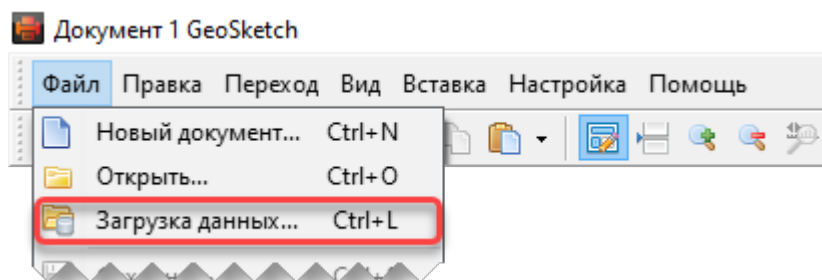 Документ 1 GeoSketch
Файл Правка Переход Вид Вставка Настройка Помощь
Новый документ... Ctrl+N
Открыть... Ctrl+O
Загрузка данных... Ctrl+L